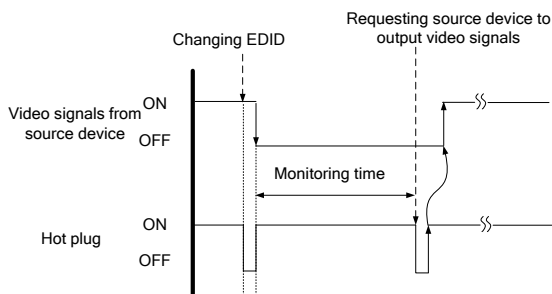 Requesting source device to
output video signals
Changing EDID
Video signals from
source device
ON
OFF
Monitoring time
Hot plug
ON
OFF